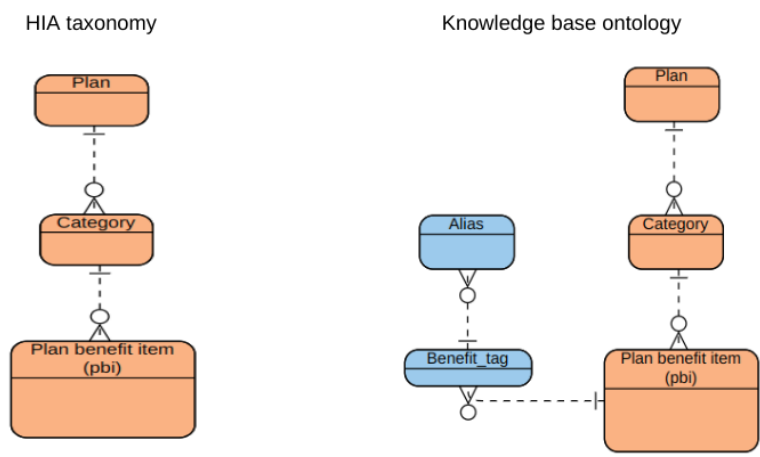 HIA taxonomy
Plan
Category
Plan benefit item
(pbi)
Knowledge base ontology
Plan
Alias
Category
Benefit_tag
Plan benefit item
(pbi)